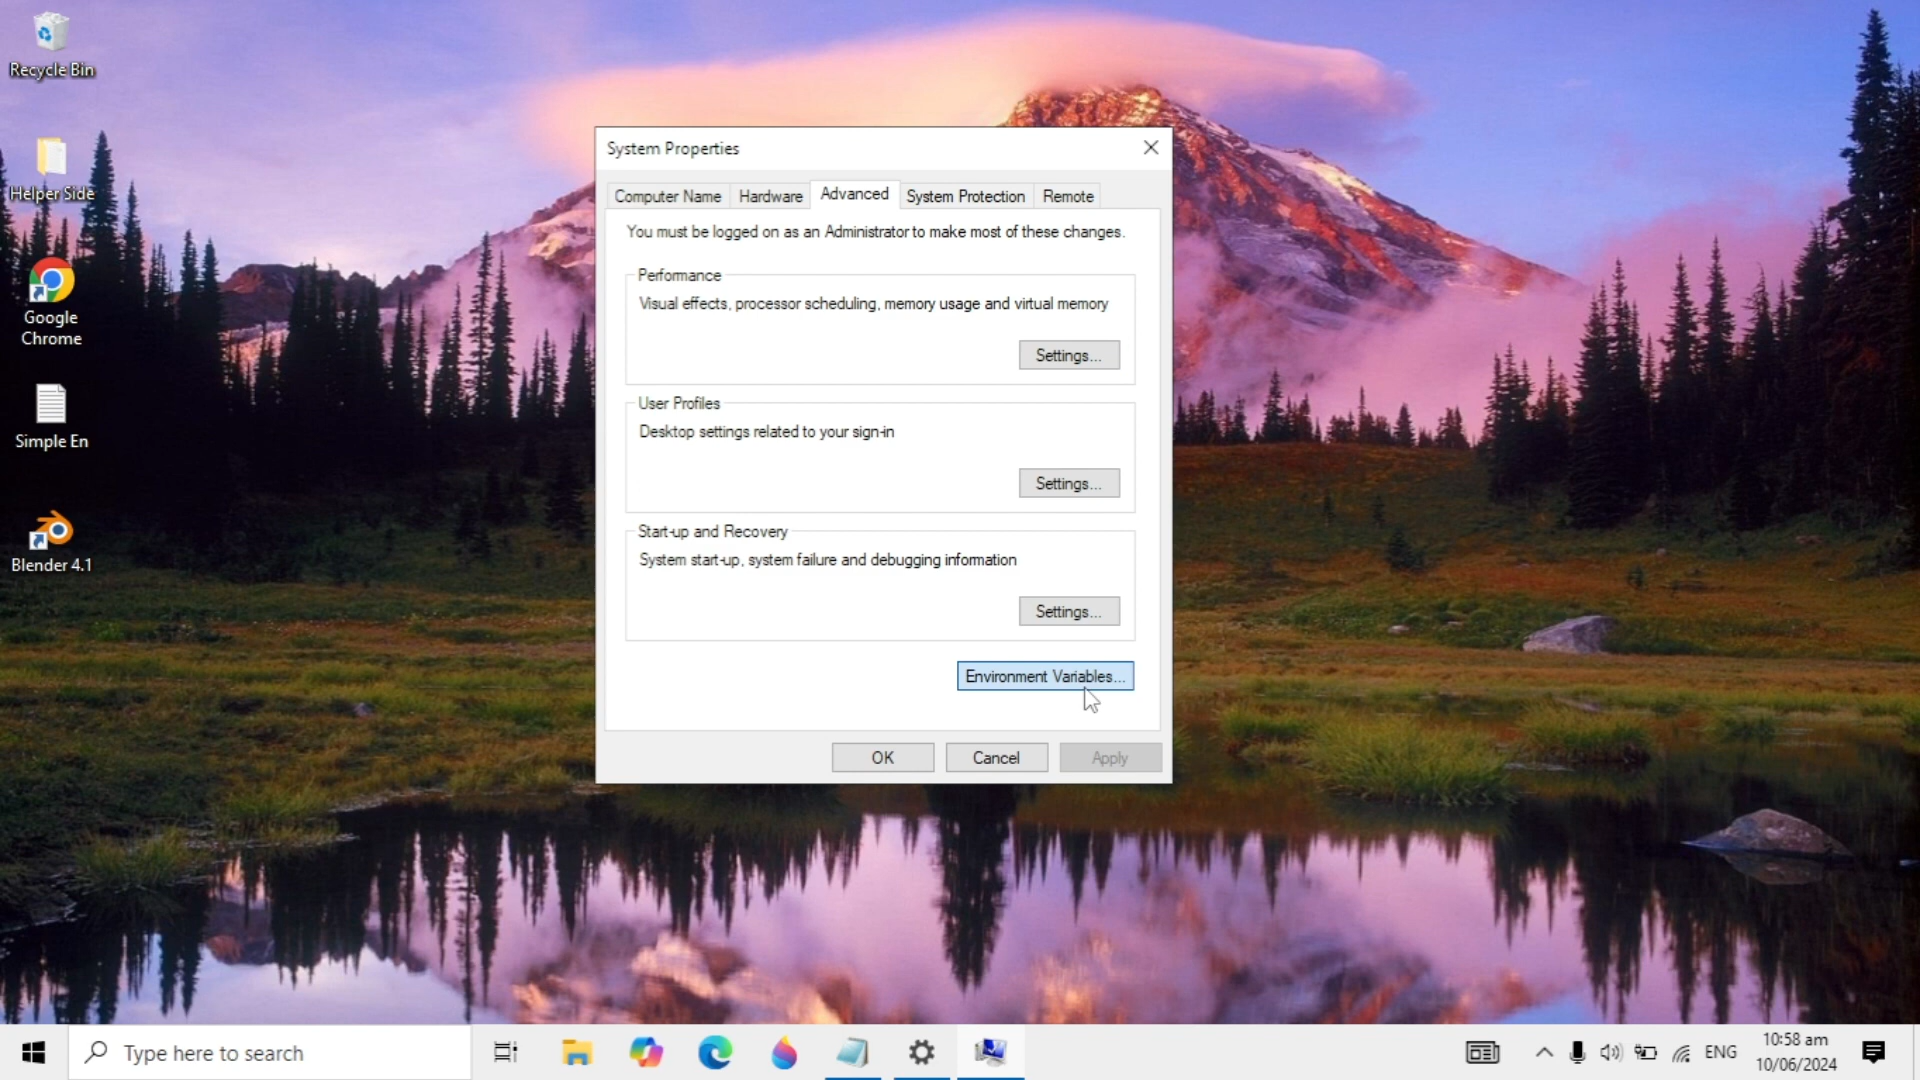 Recycle Bin
Helper Side
Google
Chrome
Simple En
Blender 4.1
System Properties
Computer Name
Hardware
Advanced
System Protection
Remote
You must be logged on as an Administrator to make most of these changes.
Performance
Visual effects, processor scheduling, memory usage and virtual memory
Settings...
User Profiles
Desktop settings related to your sign-in
Settings...
Start-up and Recovery
System start-up, system failure and debugging information
Settings...
Environment Variables...
OK
Cancel
Apply
Type here to search
ENG
10:58 am
10/06/2024